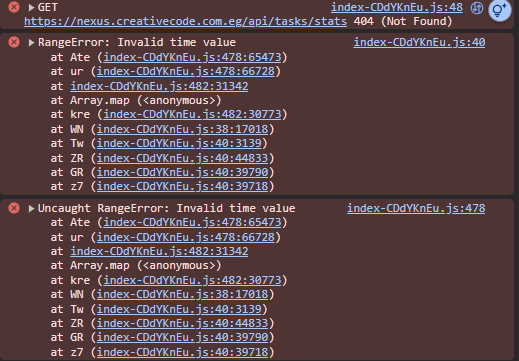 GET index-CDdYKnEu.js:48
https://nexus.creativecode.com.eg/api/tasks/stats 404 (Not Found)
RangeError: Invalid time value index-CDdYKnEu.js:40
at Ate (index-CDdYKnEu.js:478:65473)
at ur (index-CDdYKnEu.js:478:66728)
at index-CDdYKnEu.js:482:31342
at Array.map (<anonymous>)
at kre (index-CDdYKnEu.js:482:30773)
at WN (index-CDdYKnEu.js:38:17018)
at Tw (index-CDdYKnEu.js:40:3139)
at ZR (index-CDdYKnEu.js:40:44833)
at GR (index-CDdYKnEu.js:40:39790)
at z7 (index-CDdYKnEu.js:40:39718)
Uncaught RangeError: Invalid time value index-CDdYKnEu.js:478
at Ate (index-CDdYKnEu.js:478:65473)
at ur (index-CDdYKnEu.js:478:66728)
at index-CDdYKnEu.js:482:31342
at Array.map (<anonymous>)
at kre (index-CDdYKnEu.js:482:30773)
at WN (index-CDdYKnEu.js:38:17018)
at Tw (index-CDdYKnEu.js:40:3139)
at ZR (index-CDdYKnEu.js:40:44833)
at GR (index-CDdYKnEu.js:40:39790)
at z7 (index-CDdYKnEu.js:40:39718)